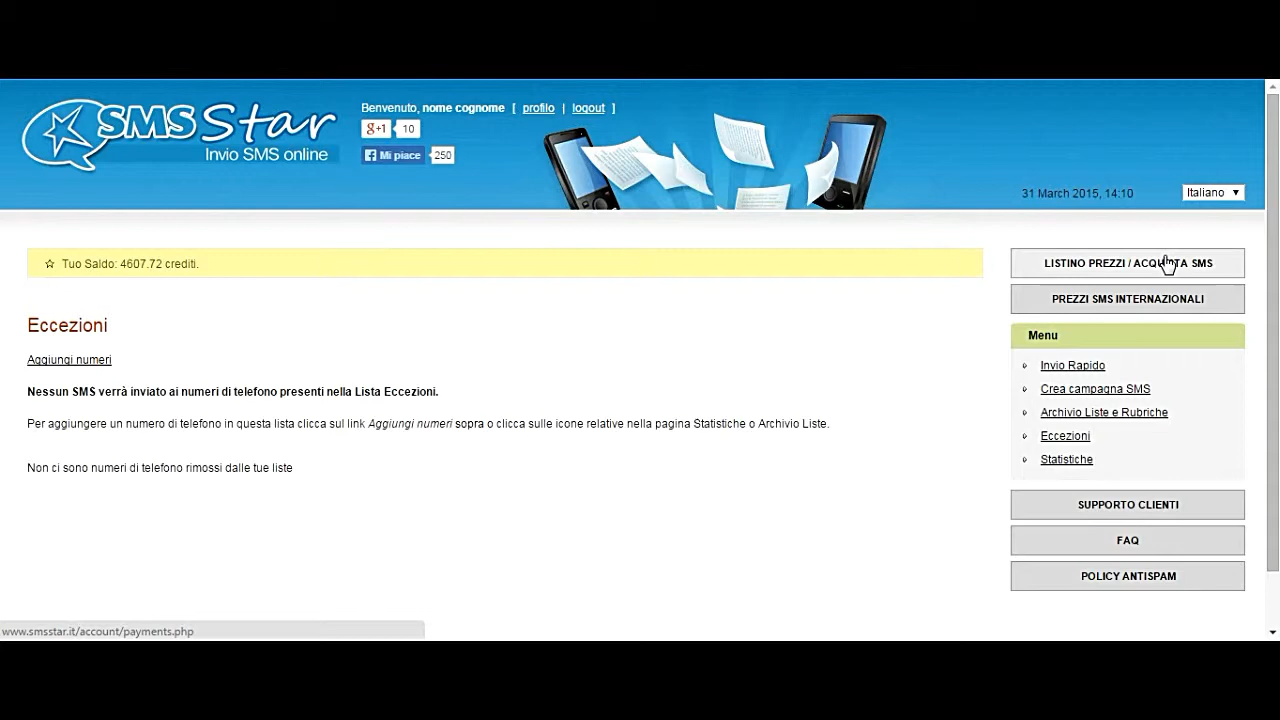 SMS Star
Invio SMS online
Benvenuto, nome cognome [ profilo | logout ]
g+1 10
Mi piace 250
31 March 2015, 14:10
Italiano ▼
Tuo Saldo: 4607.72 crediti.
Eccezioni
Aggiungi numeri
Nessun SMS verrà inviato ai numeri di telefono presenti nella Lista Eccezioni.
Per aggiungere un numero di telefono in questa lista clicca sul link Aggiungi numeri sopra o clicca sulle icone relative nella pagina Statistiche o Archivio Liste.
Non ci sono numeri di telefono rimossi dalle tue liste
LISTINO PREZZI / ACQUISTA SMS
PREZZI SMS INTERNAZIONALI
Menu
Invio Rapido
Crea campagna SMS
Archivio Liste e Rubriche
Eccezioni
Statistiche
SUPPORTO CLIENTI
FAQ
POLICY ANTISPAM
www.smsstar.it/account/payments.php